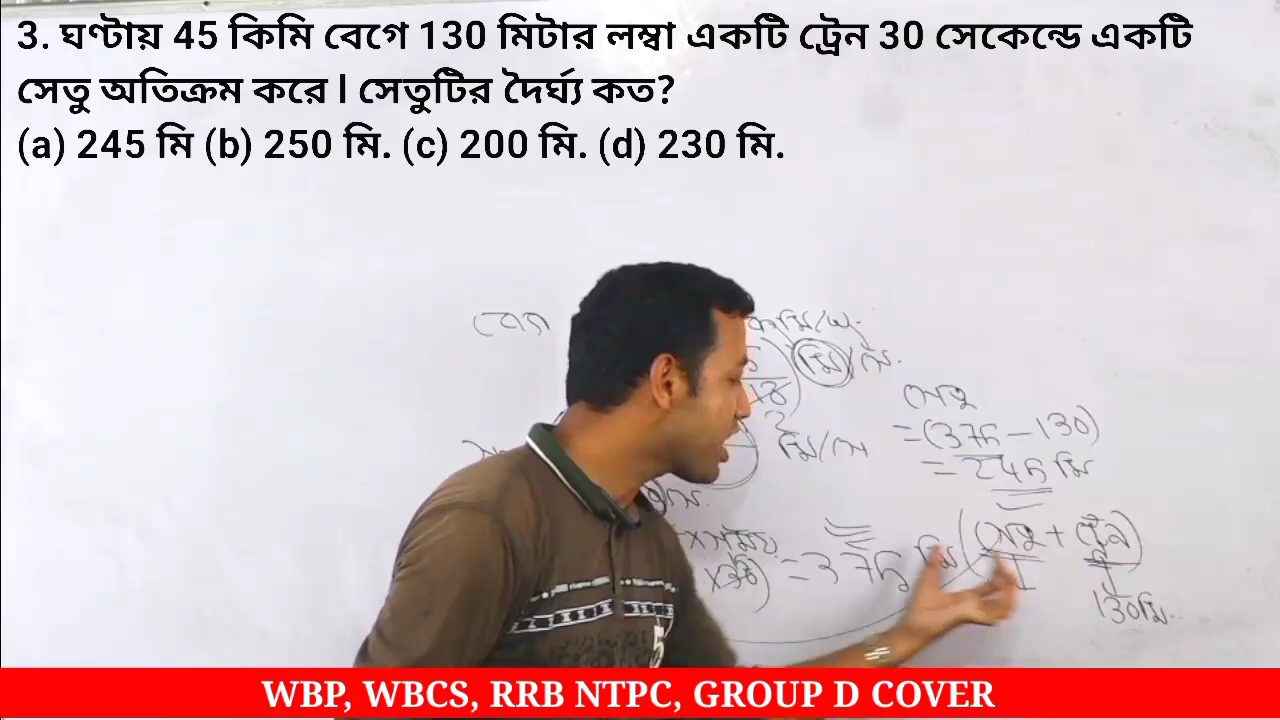 3. ঘণ্টায় 45 কিমি বেগে 130 মিটার লম্বা একটি ট্রেন 30 সেকেন্ডে একটি
সেতু অতিক্রম করে l সেতুটির দৈর্ঘ্য কত?
(a) 245 মি (b) 250 মি. (c) 200 মি. (d) 230 মি.
বেগ
মি/সে.
মি/সে
সেতু
= (375 - 130)
= 245 মি
= 375 মি (সেতু + ট্রেন)
130মি.
WBP, WBCS, RRB NTPC, GROUP D COVER